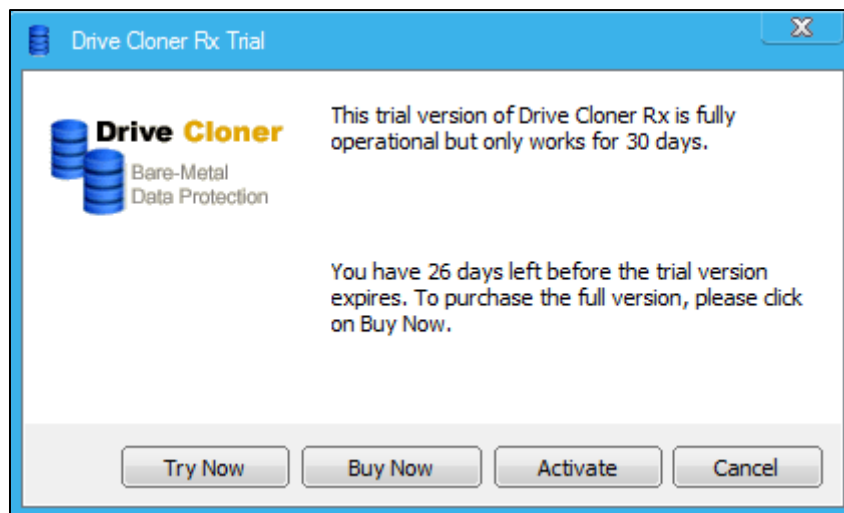 Drive Cloner Rx Trial
Drive Cloner
Bare-Metal
Data Protection
This trial version of Drive Cloner Rx is fully
operational but only works for 30 days.
You have 26 days left before the trial version
expires. To purchase the full version, please click
on Buy Now.
Try Now
Buy Now
Activate
Cancel